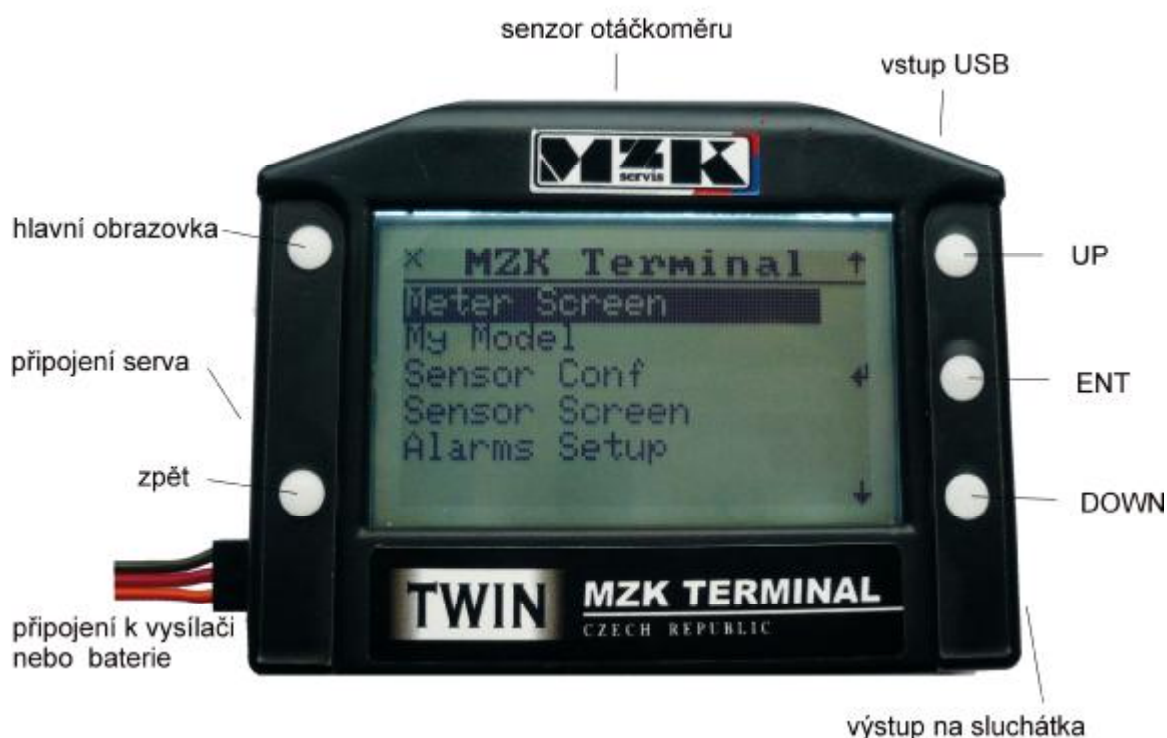 senzor otáčkoměru
vstup USB
MZK
servis
hlavní obrazovka
UP
× MZK Terminal ↑
Meter Screen
My Model
Sensor Conf
Sensor Screen
Alarms Setup
↓
připojení serva
ENT
zpět
DOWN
TWIN
MZK TERMINAL
CZECH REPUBLIC
připojení k vysílači
nebo baterie
výstup na sluchátka